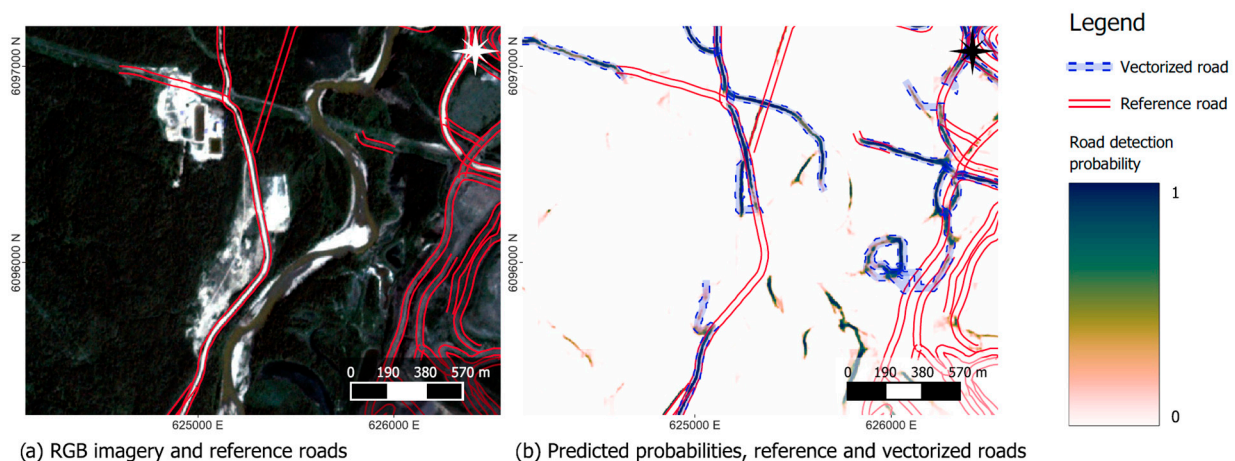 6097000 N
6096000 N
0 190 380 570 m
625000 E 626000 E
(a) RGB imagery and reference roads
6097000 N
6096000 N
0 190 380 570 m
625000 E 626000 E
(b) Predicted probabilities, reference and vectorized roads
Legend
Vectorized road
Reference road
Road detection
probability
1
0